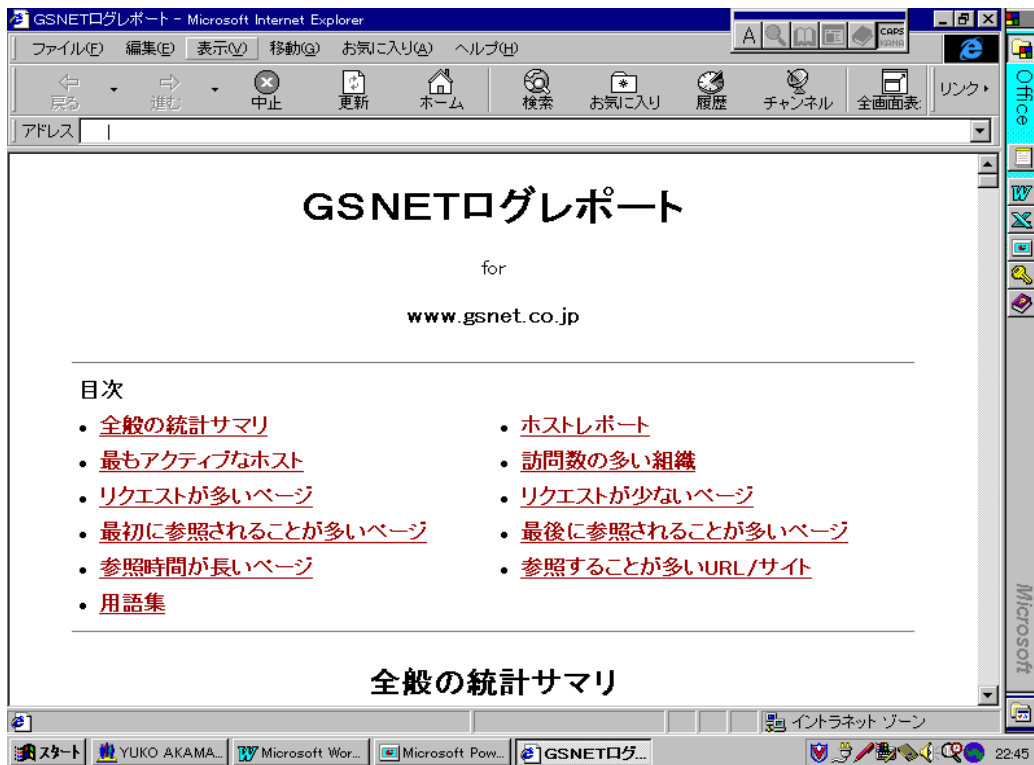 GSNETログレポート - Microsoft Internet Explorer
ファイル(F) 編集(E) 表示(V) 移動(G) お気に入り(A) ヘルプ(H)
A CAPS KANA
戻る 進む 中止 更新 ホーム 検索 お気に入り 履歴 チャンネル 全画面表: リンク
アドレス
Office
GSNETログレポート
for
www.gsnet.co.jp
目次
全般の統計サマリ ホストレポート
最もアクティブなホスト 訪問数の多い組織
リクエストが多いページ リクエストが少ないページ
最初に参照されることが多いページ 最後に参照されることが多いページ
参照時間が長いページ 参照することが多いURL/サイト
用語集
全般の統計サマリ
Microsoft
イントラネット ゾーン
スタート YUKO AKAMA... Microsoft Wor... Microsoft Pow... GSNETログ... 22:45